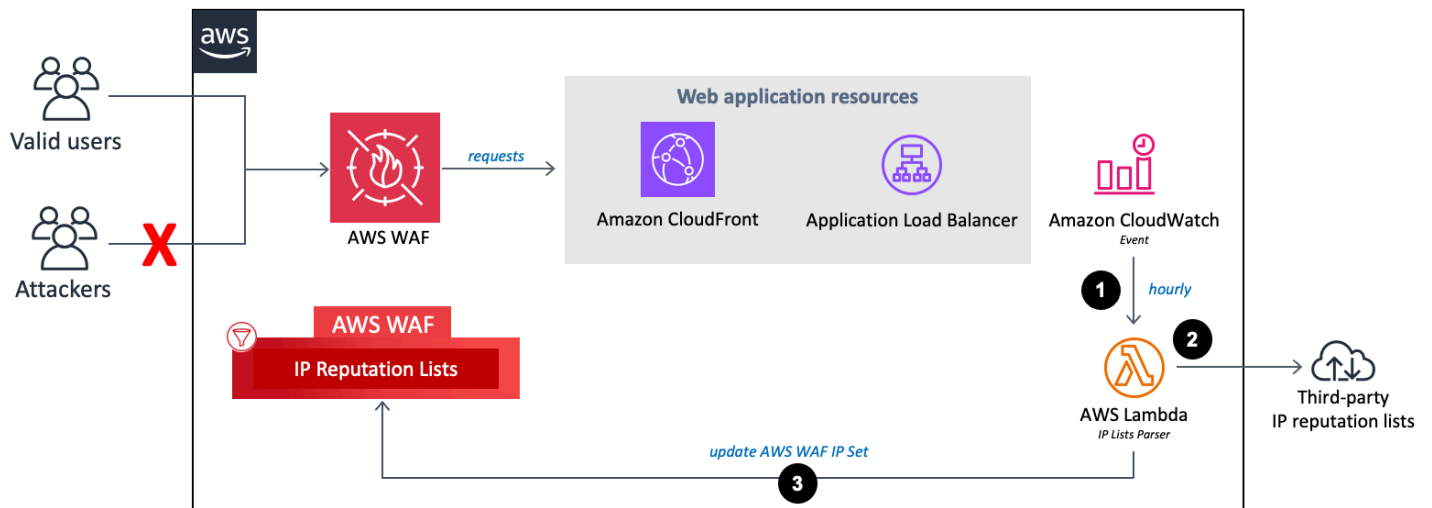 aws
Valid users
Attackers
X
AWS WAF
requests
Web application resources
Amazon CloudFront
Application Load Balancer
Amazon CloudWatch
Event
1
hourly
2
AWS Lambda
IP Lists Parser
Third-party
IP reputation lists
AWS WAF
IP Reputation Lists
update AWS WAF IP Set
3